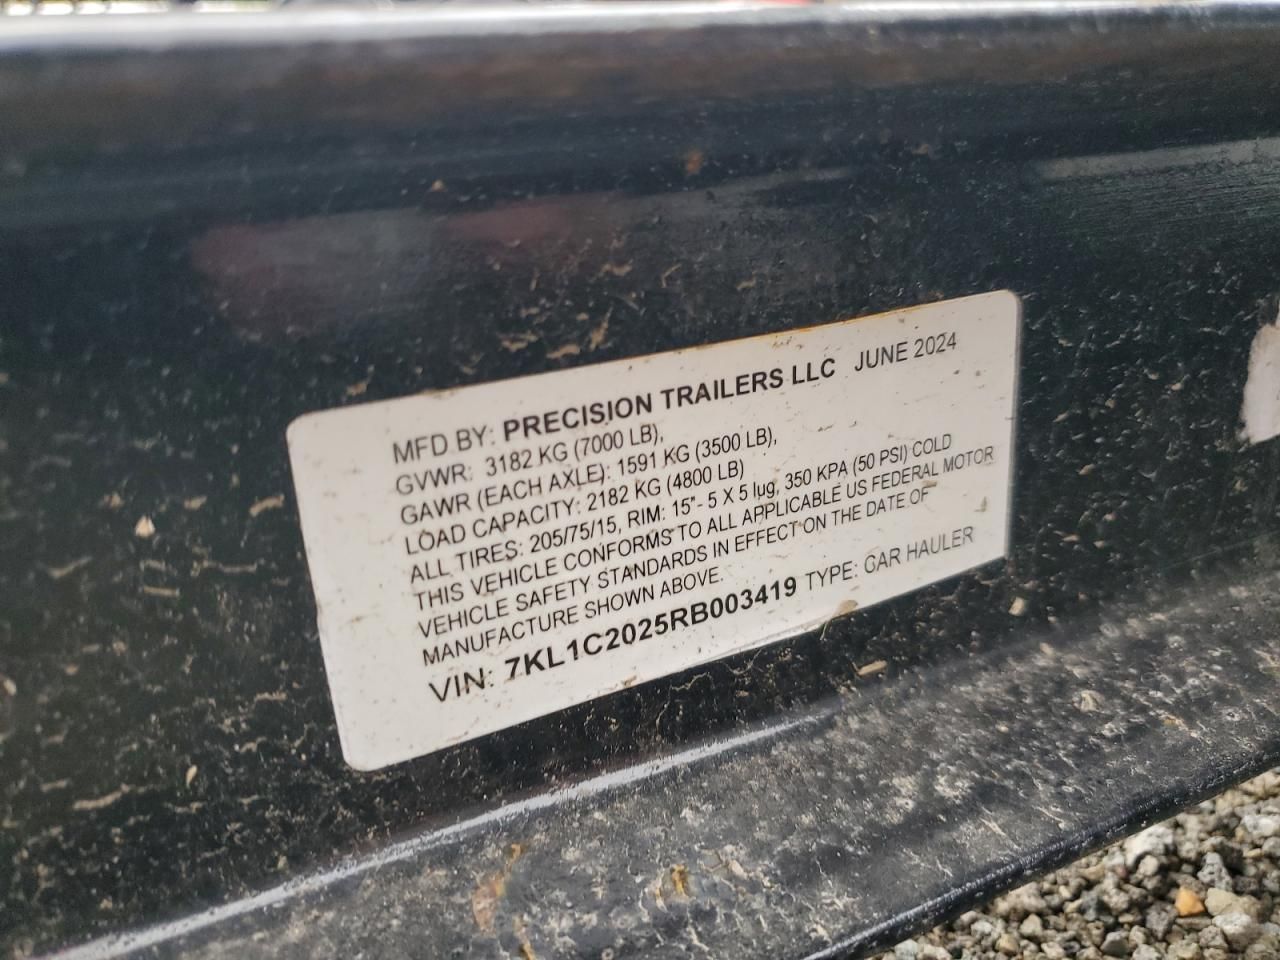 MFD BY: PRECISION TRAILERS LLC JUNE 2024
GVWR: 3182 KG (7000 LB),
GAWR (EACH AXLE): 1591 KG (3500 LB),
LOAD CAPACITY: 2182 KG (4800 LB)
ALL TIRES: 205/75/15, RIM: 15"- 5 X 5 lug, 350 KPA (50 PSI) COLD
THIS VEHICLE CONFORMS TO ALL APPLICABLE US FEDERAL MOTOR
VEHICLE SAFETY STANDARDS IN EFFECT ON THE DATE OF
MANUFACTURE SHOWN ABOVE.
VIN: 7KL1C2025RB003419 TYPE: CAR HAULER